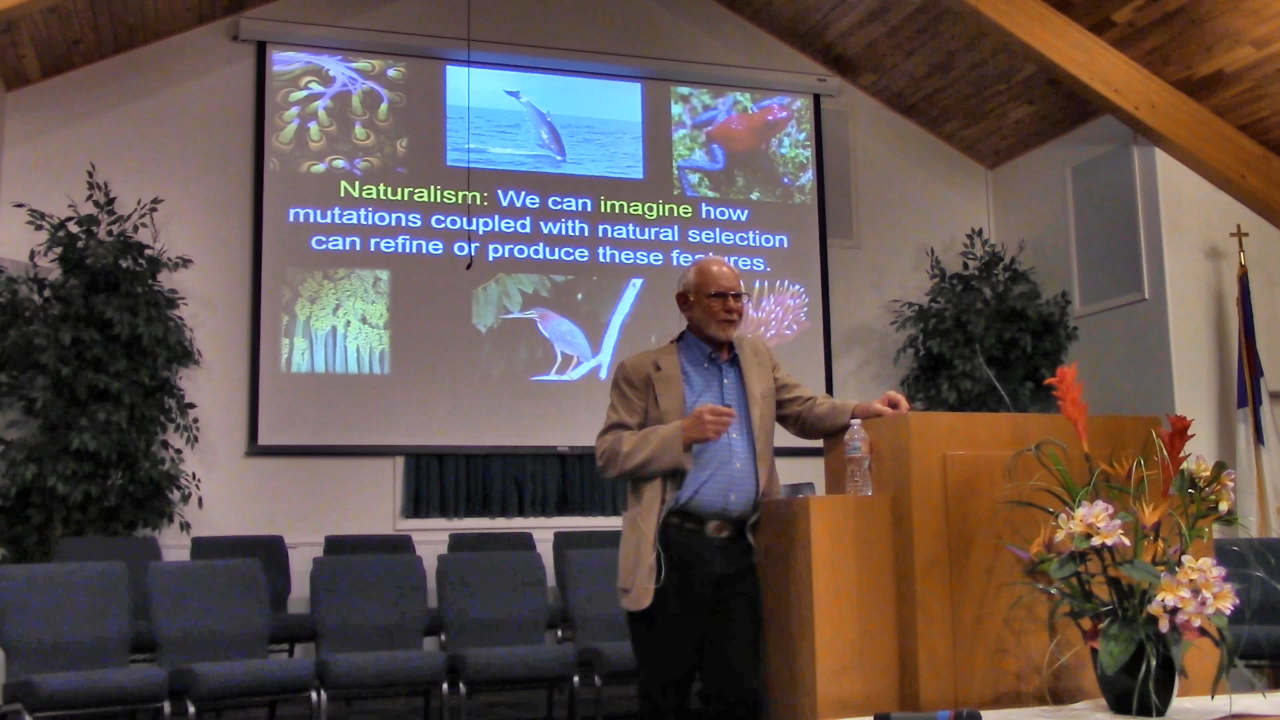 Naturalism: We can imagine how
mutations coupled with natural selection
can refine or produce these features.